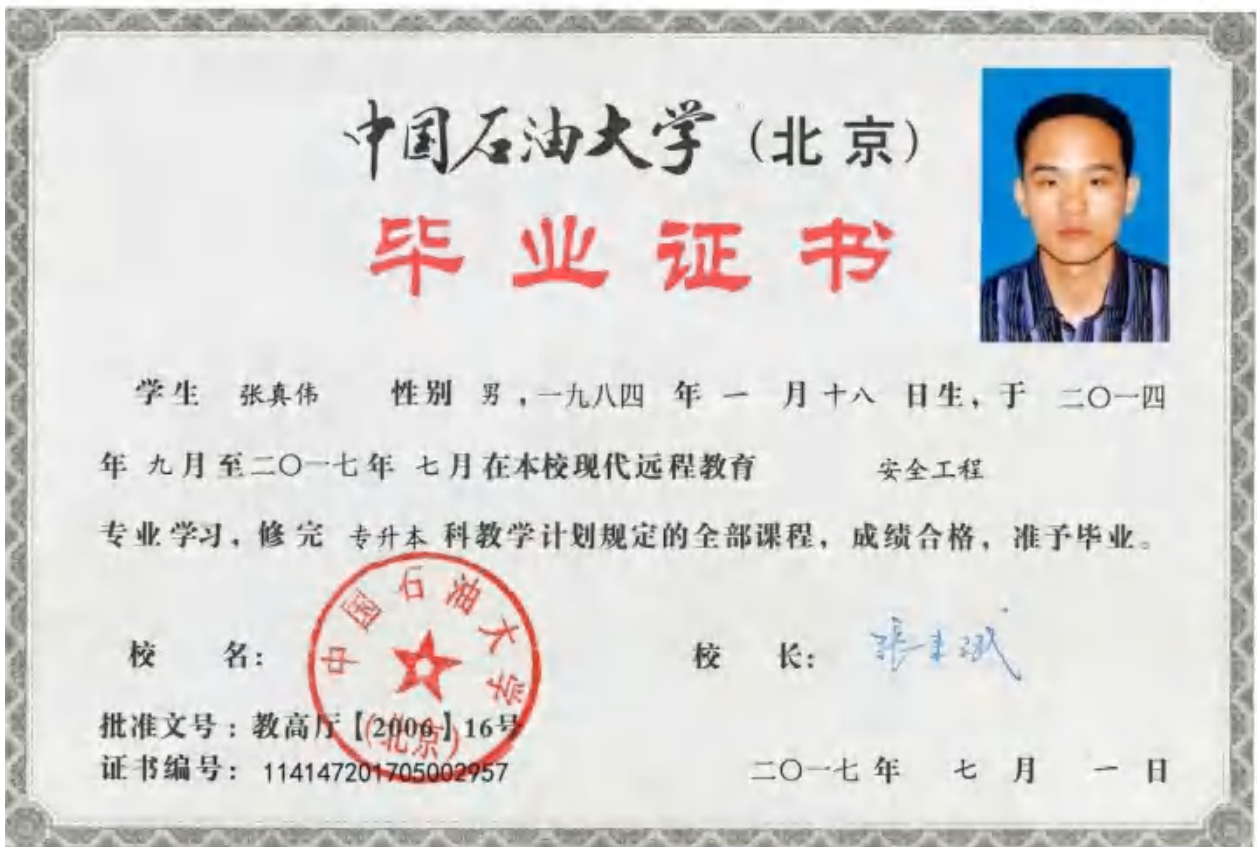 中国石油大学（北京）
毕业证书
学生 张真伟 性别 男，一九八四 年 一 月 十八 日生，于 二〇一四
年 九 月 至 二〇一七 年 七 月在本校现代远程教育 安全工程
专业学习，修完 专升本 科教学计划规定的全部课程，成绩合格，准予毕业。
校 名：
中国石油大学
（北京）
校 长：
批准文号：教高厅【2006】16号
证书编号：114147201705002957
二〇一七 年 七 月 一 日